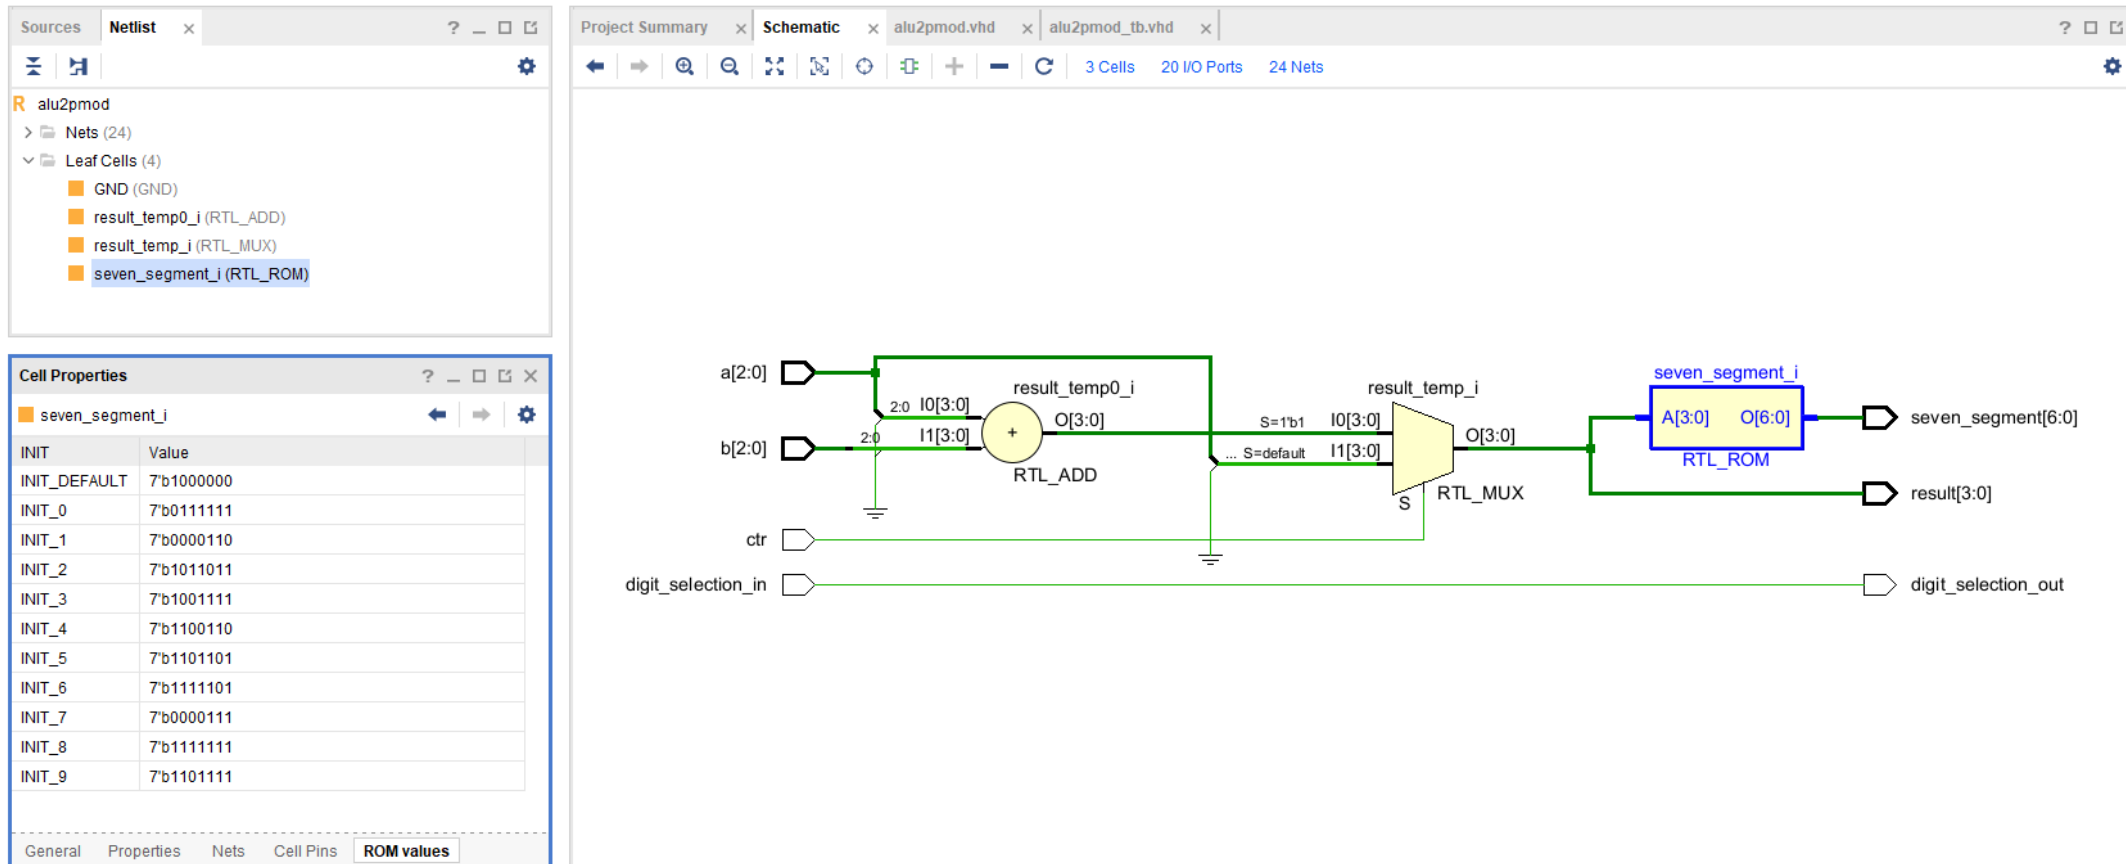 Sources Netlist
alu2pmod
Nets (24)
Leaf Cells (4)
GND (GND)
result_temp0_i (RTL_ADD)
result_temp_i (RTL_MUX)
seven_segment_i (RTL_ROM)
Cell Properties
seven_segment_i
INIT Value
INIT_DEFAULT 7'b1000000
INIT_0 7'b0111111
INIT_1 7'b0000110
INIT_2 7'b1011011
INIT_3 7'b1001111
INIT_4 7'b1100110
INIT_5 7'b1101101
INIT_6 7'b1111101
INIT_7 7'b0000111
INIT_8 7'b1111111
INIT_9 7'b1101111
General Properties Nets Cell Pins ROM values
Project Summary Schematic alu2pmod.vhd alu2pmod_tb.vhd
3 Cells 20 I/O Ports 24 Nets
a[2:0]
b[2:0]
ctr
digit_selection_in
2:0 I0[3:0]
2:0 I1[3:0]
result_temp0_i
+
O[3:0]
RTL_ADD
S=1'b1 I0[3:0]
... S=default I1[3:0]
result_temp_i
O[3:0]
S
RTL_MUX
seven_segment_i
A[3:0] O[6:0]
RTL_ROM
seven_segment[6:0]
result[3:0]
digit_selection_out